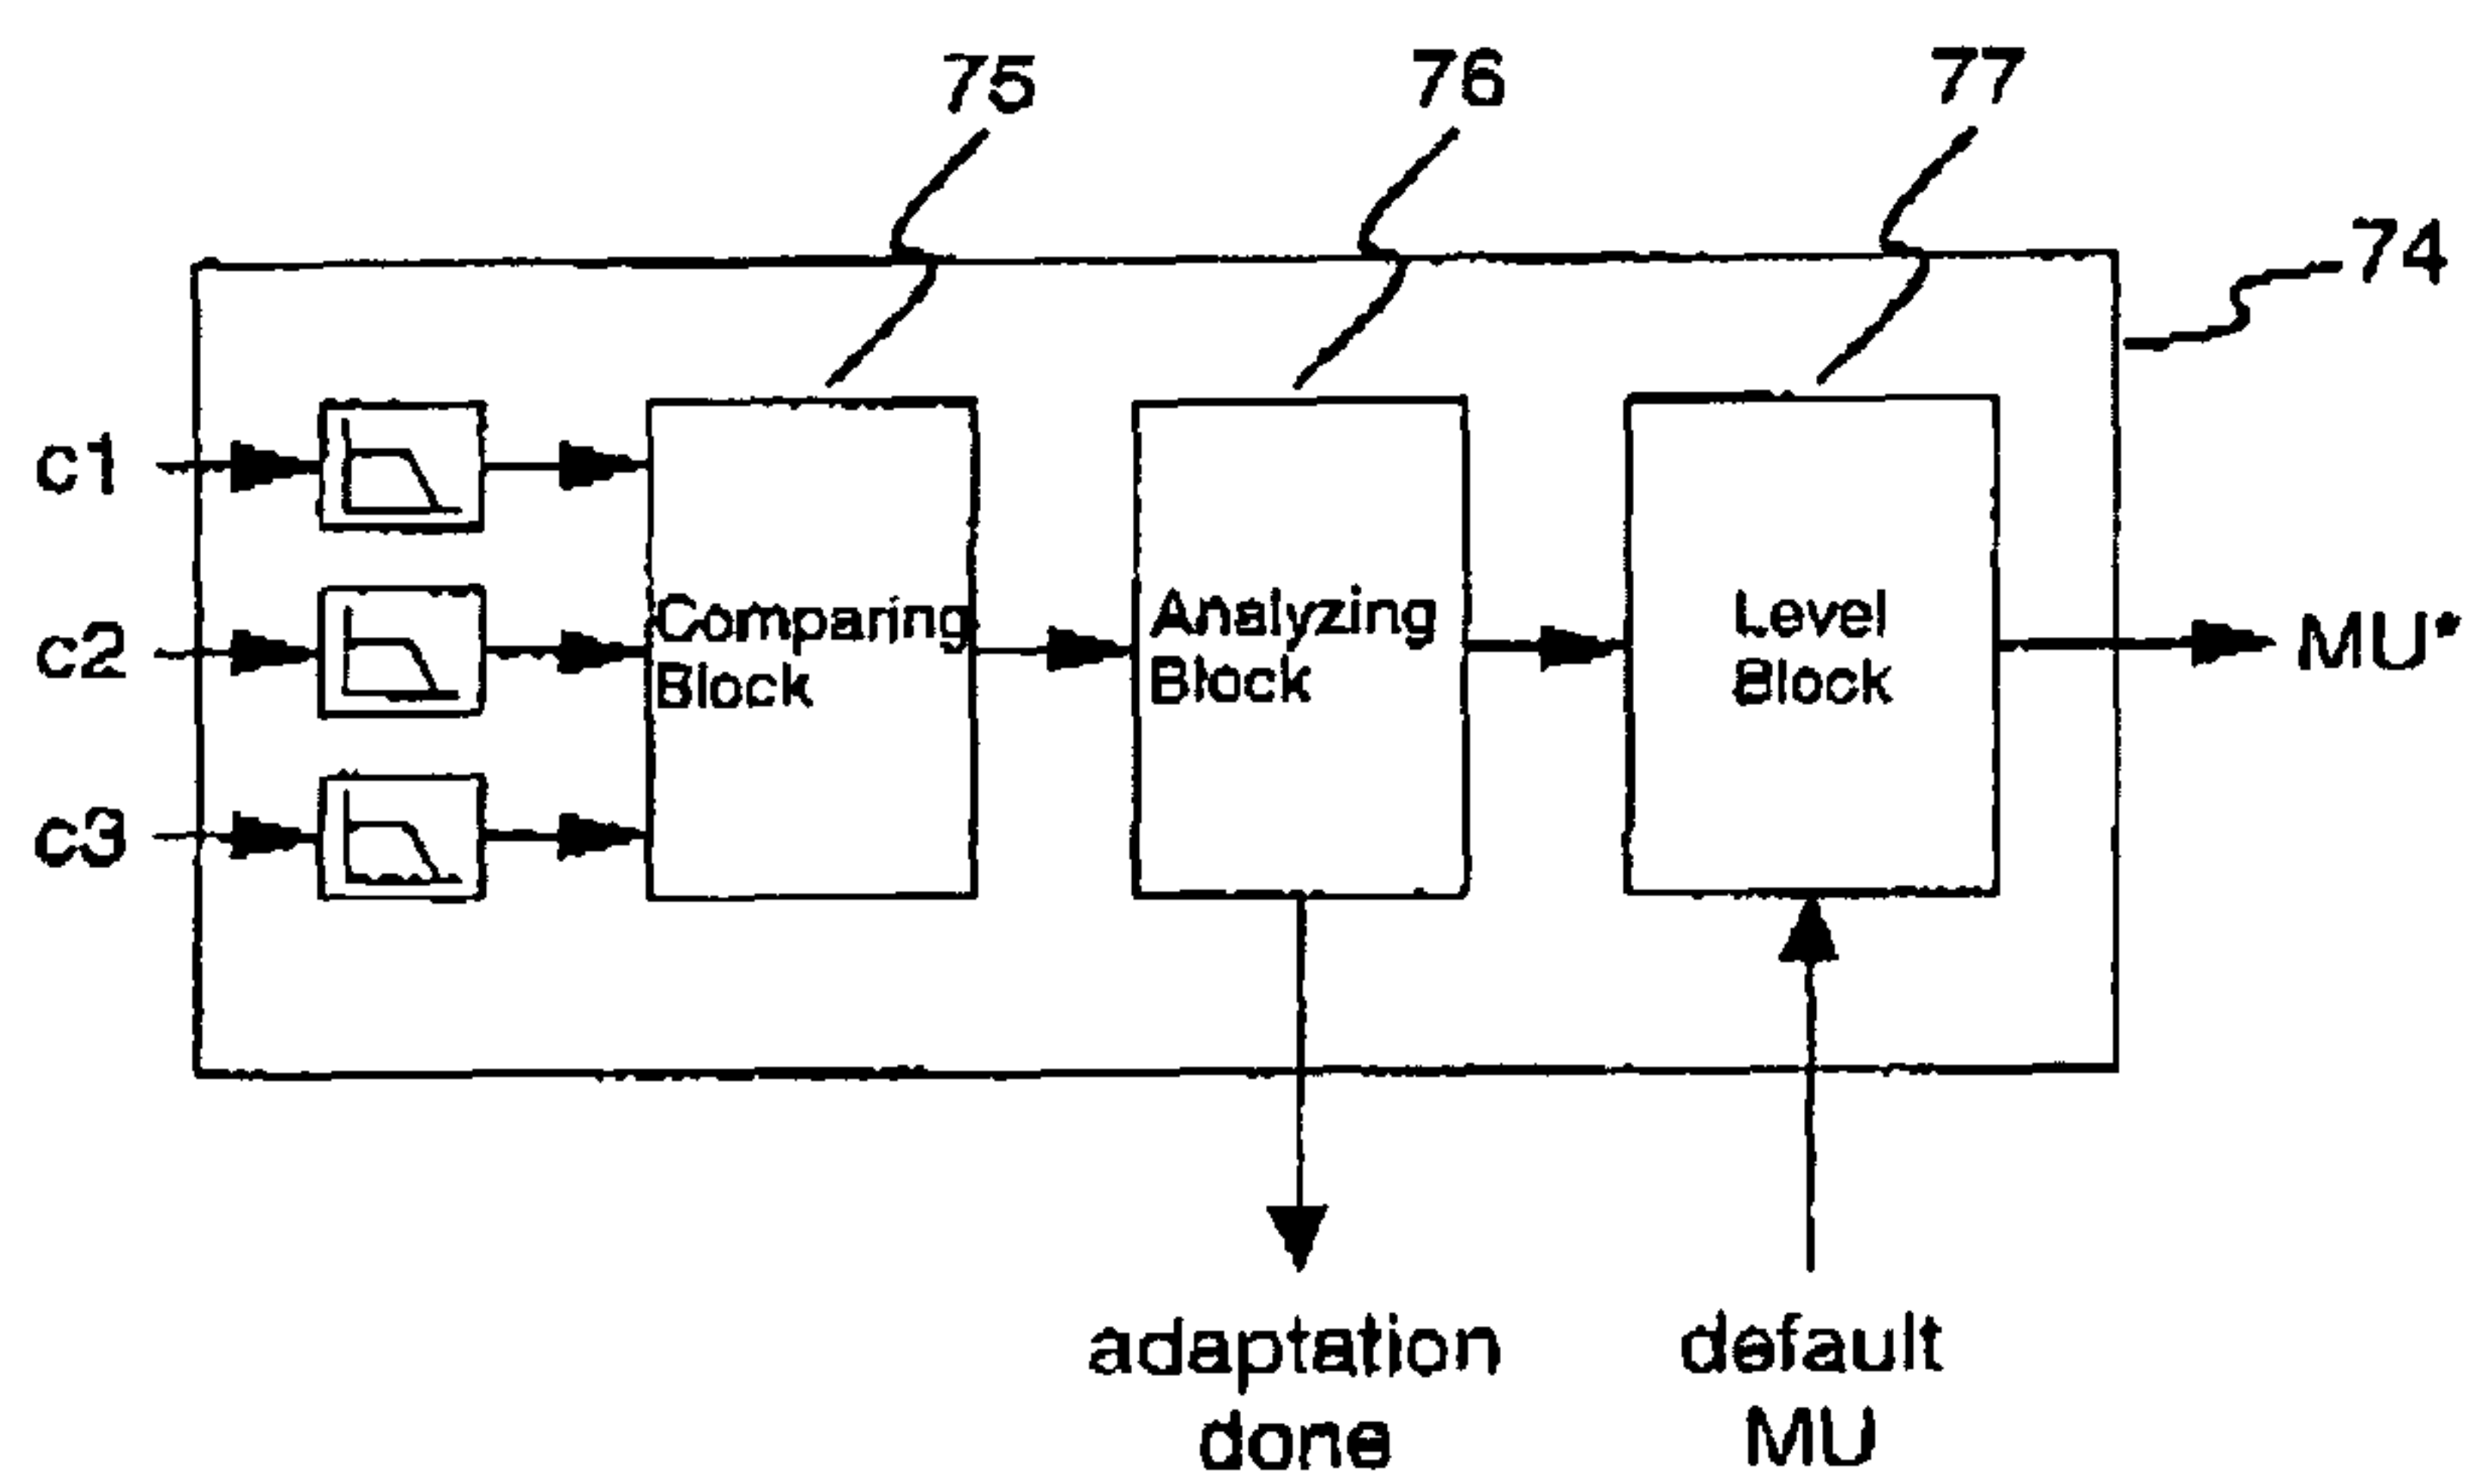 75
76
77
74
c1
c2
c3
Comparing
Block
Analyzing
Block
Level
Block
MU*
adaptation
done
default
MU